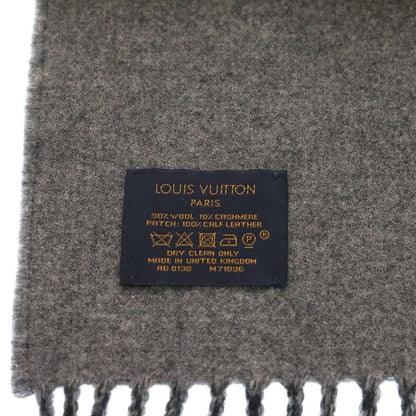 LOUIS VUITTON
PARIS
90% WOOL 10% CASHMERE
PATCH: 100% CALF LEATHER
P ®
DRY CLEAN ONLY
MADE IN UNITED KINGDOM
AB 0138 M71036